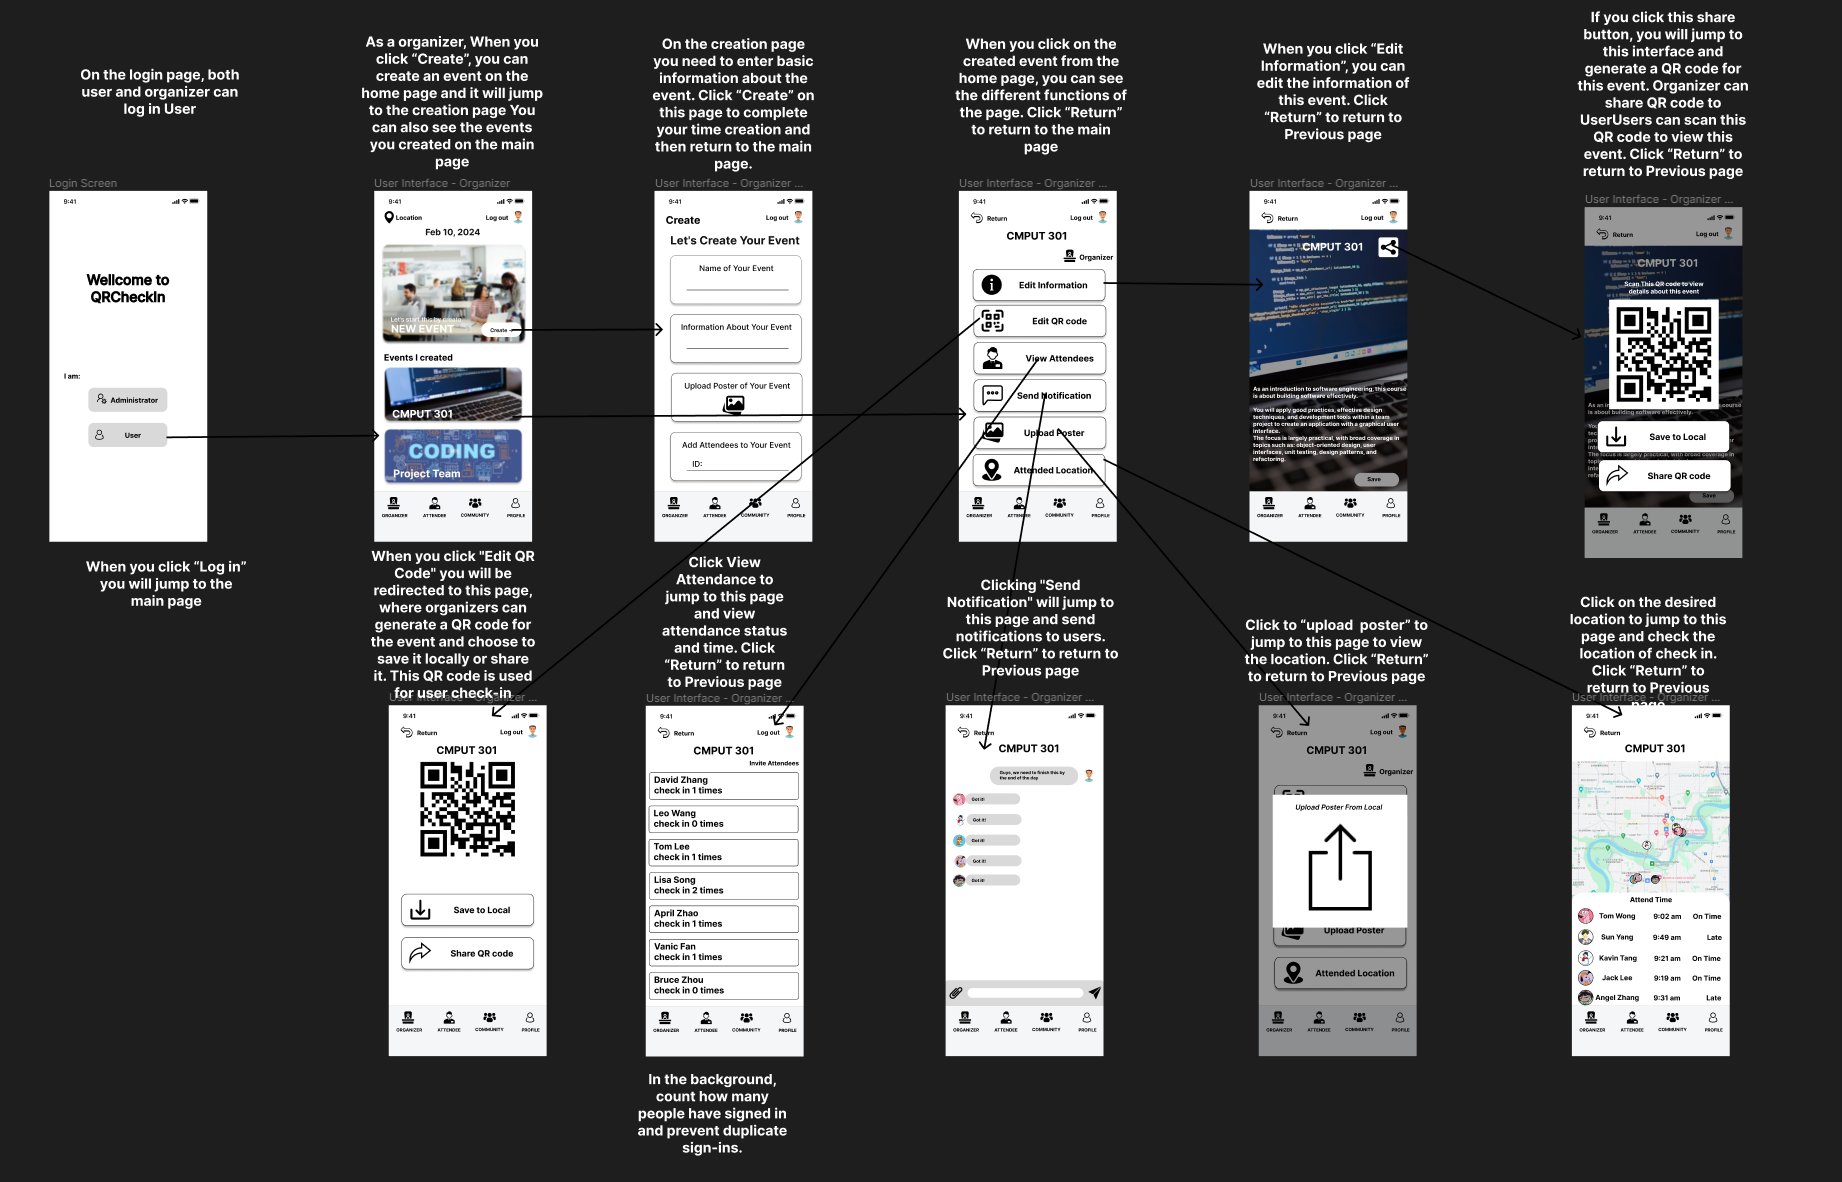 On the login page, both
user and organizer can
log in User
As a organizer, When you
click “Create”, you can
create an event on the
home page and it will jump
to the creation page You
can also see the events
you created on the main
page
On the creation page
you need to enter basic
information about the
event. Click “Create” on
this page to complete
your time creation and
then return to the main
page.
When you click on the
created event from the
home page, you can see
the different functions of
the page. Click “Return”
to return to the main
page
When you click “Edit
Information”, you can
edit the information of
this event. Click
“Return” to return to
Previous page
If you click this share
button, you will jump to
this interface and
generate a QR code for
this event. Organizer can
share QR code to
UserUsers can scan this
QR code to view this
event. Click “Return” to
return to Previous page
Login Screen
9:41
Wellcome to
QRCheckIn
I am:
Administrator
User
When you click “Log in”
you will jump to the
main page
User Interface - Organizer
9:41
Location
Log out
Feb 10, 2024
Let's start this by create
NEW EVENT
Create
Events I created
CMPUT 301
CODING
Project Team
ORGANIZER
ATTENDEE
COMMUNITY
PROFILE
User Interface - Organizer ...
9:41
Create
Log out
Let's Create Your Event
Name of Your Event
Information About Your Event
Upload Poster of Your Event
Add Attendees to Your Event
ID:
ORGANIZER
ATTENDEE
COMMUNITY
PROFILE
User Interface - Organizer ...
9:41
Return
Log out
CMPUT 301
Organizer
Edit Information
Edit QR code
View Attendees
Send Notification
Upload Poster
Attended Location
ORGANIZER
ATTENDEE
COMMUNITY
PROFILE
User Interface - Organizer ...
9:41
Return
Log out
CMPUT 301
As an introduction to software engineering, this course
is about building software effectively.
You will apply good practices, effective design
techniques, and development tools within a team
project to create an application with a graphical user
interface.
The focus is largely practical, with broad coverage in
topics such as: object-oriented design, user
interfaces, unit testing, design patterns, and
refactoring.
Save
ORGANIZER
ATTENDEE
COMMUNITY
PROFILE
User Interface - Organizer ...
9:41
Return
Log out
CMPUT 301
Scan This QR code to view
details about this event
As an in
course
is about building software effectively.
Save to Local
The focus is largely practical, with broad coverage in
Share QR code
Save
ORGANIZER
ATTENDEE
COMMUNITY
PROFILE
When you click "Edit QR
Code" you will be
redirected to this page,
where organizers can
generate a QR code for
the event and choose to
save it locally or share
it. This QR code is used
for user check-in
User Interface - Organizer ...
9:41
Return
Log out
CMPUT 301
Save to Local
Share QR code
ORGANIZER
ATTENDEE
COMMUNITY
PROFILE
Click View
Attendance to
jump to this page
and view
attendance status
and time. Click
“Return” to return
to Previous page
User Interface - Organizer ...
9:41
Return
Log out
CMPUT 301
Invite Attendees
David Zhang
check in 1 times
Leo Wang
check in 0 times
Tom Lee
check in 1 times
Lisa Song
check in 2 times
April Zhao
check in 1 times
Vanic Fan
check in 1 times
Bruce Zhou
check in 0 times
ORGANIZER
ATTENDEE
COMMUNITY
PROFILE
In the background,
count how many
people have signed in
and prevent duplicate
sign-ins.
Clicking "Send
Notification" will jump to
this page and send
notifications to users.
Click “Return” to return to
Previous page
User Interface - Organizer ...
9:41
Return
Log out
CMPUT 301
Guys, we need to finish this by
the end of the day
Got it!
Got it!
Got it!
Got it!
Got it!
ORGANIZER
ATTENDEE
COMMUNITY
PROFILE
Click to “upload poster” to
jump to this page to view
the location. Click “Return”
to return to Previous page
User Interface - Organizer ...
9:41
Return
Log out
CMPUT 301
Organizer
Upload Poster From Local
Upload Poster
Attended Location
ORGANIZER
ATTENDEE
COMMUNITY
PROFILE
Click on the desired
location to jump to this
page and check the
location of check in.
Click “Return” to
return to Previous
page
User Interface - Organizer ...
9:41
Return
Log out
CMPUT 301
Attend Time
Tom Wong 9:02 am On Time
Sun Yang 9:49 am Late
Kavin Tang 9:21 am On Time
Jack Lee 9:19 am On Time
Angel Zhang 9:31 am Late
ORGANIZER
ATTENDEE
COMMUNITY
PROFILE